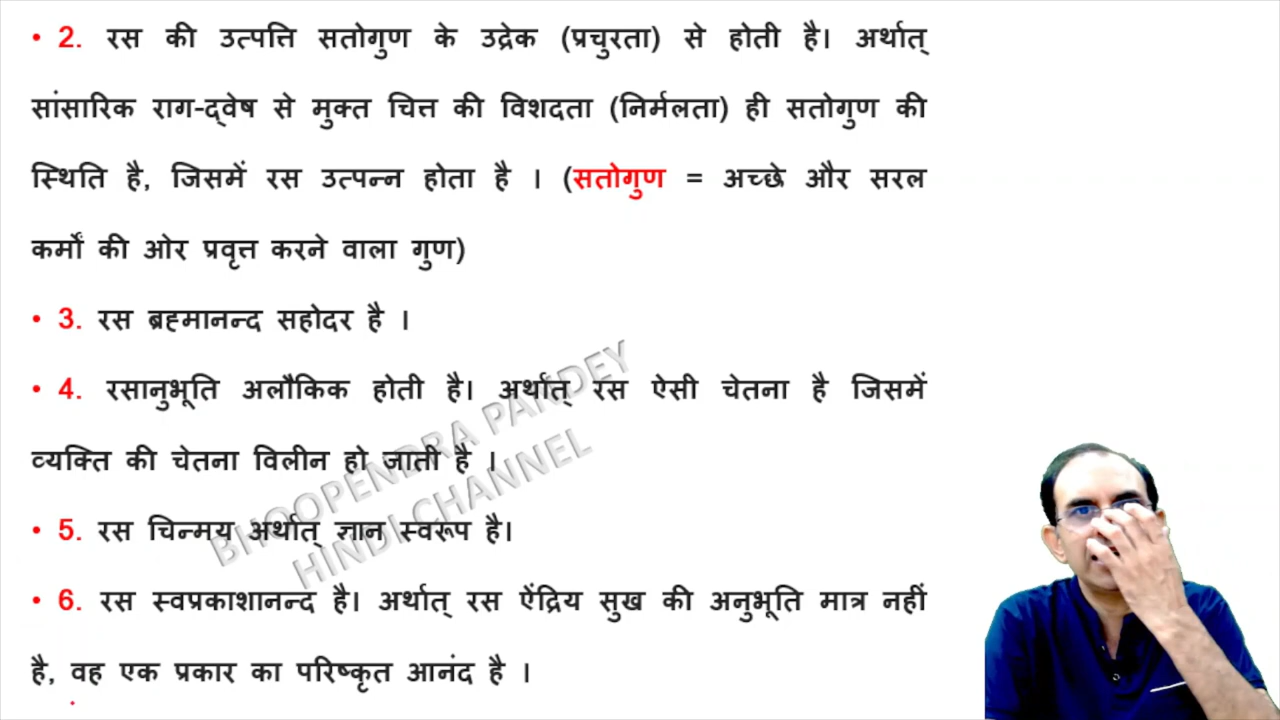 • 2. रस की उत्पत्ति सतोगुण के उद्रेक (प्रचुरता) से होती है। अर्थात्
सांसारिक राग-द्वेष से मुक्त चित्त की विशदता (निर्मलता) ही सतोगुण की
स्थिति है, जिसमें रस उत्पन्न होता है । (सतोगुण = अच्छे और सरल
कर्मों की ओर प्रवृत्त करने वाला गुण)
• 3. रस ब्रह्मानन्द सहोदर है ।
• 4. रसानुभूति अलौकिक होती है। अर्थात् रस ऐसी चेतना है जिसमें
व्यक्ति की चेतना विलीन हो जाती है ।
• 5. रस चिन्मय अर्थात् ज्ञान स्वरूप है।
• 6. रस स्वप्रकाशानन्द है। अर्थात् रस ऐंद्रिय सुख की अनुभूति मात्र नहीं
है, वह एक प्रकार का परिष्कृत आनंद है ।
BHOOPENDRA PANDEY
HINDI CHANNEL